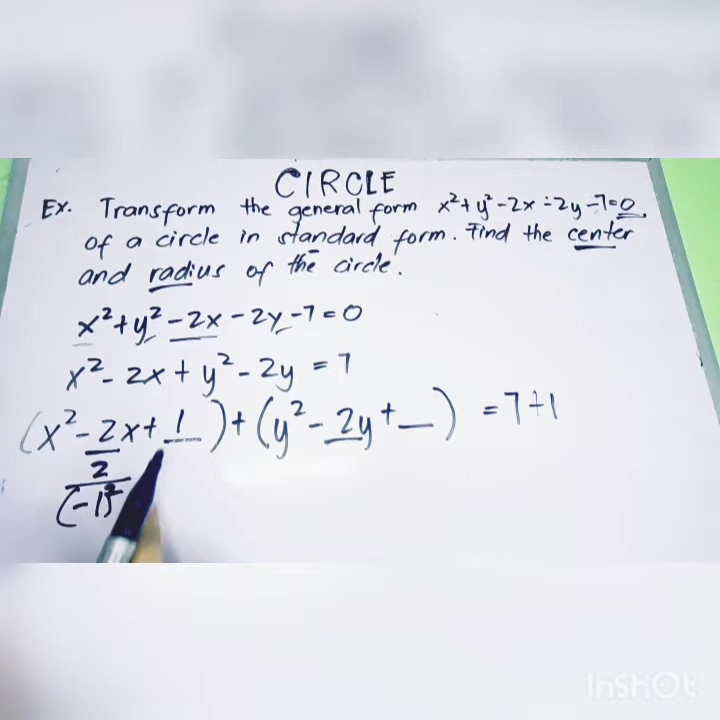 CIRCLE
Ex. Transform the general form x²+y²-2x-2y-7=0
of a circle in standard form. Find the center
and radius of the circle.
x²+y²-2x-2y-7=0
x²-2x+y²-2y=7
(x²-2x+1)+(y²-2y+_)=7+1
2
(-1)²
InShOt